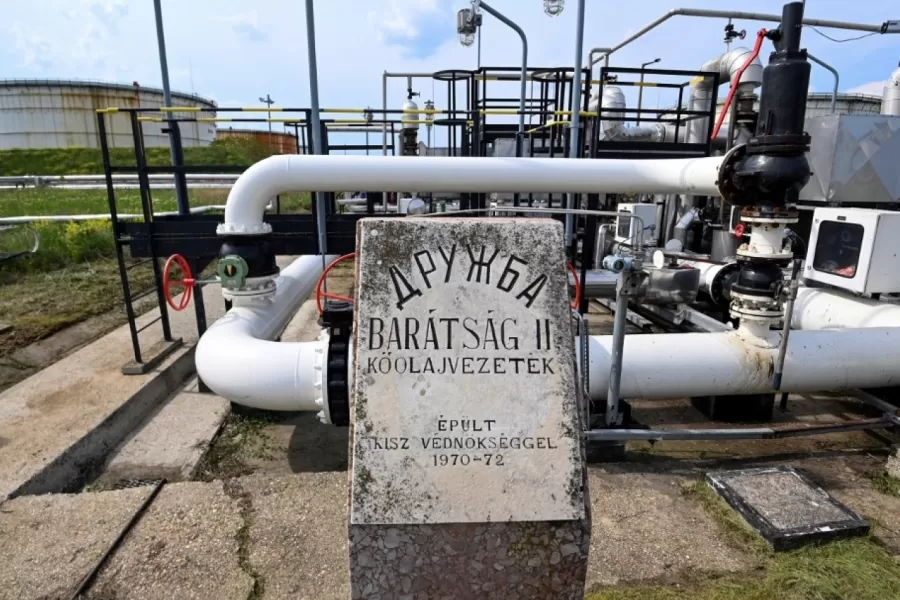 ДРУЖБА
BARÁTSÁG II
KŐOLAJVEZETÉK
ÉPÜLT
KISZ VÉDNÖKSÉGGEL
1970-72